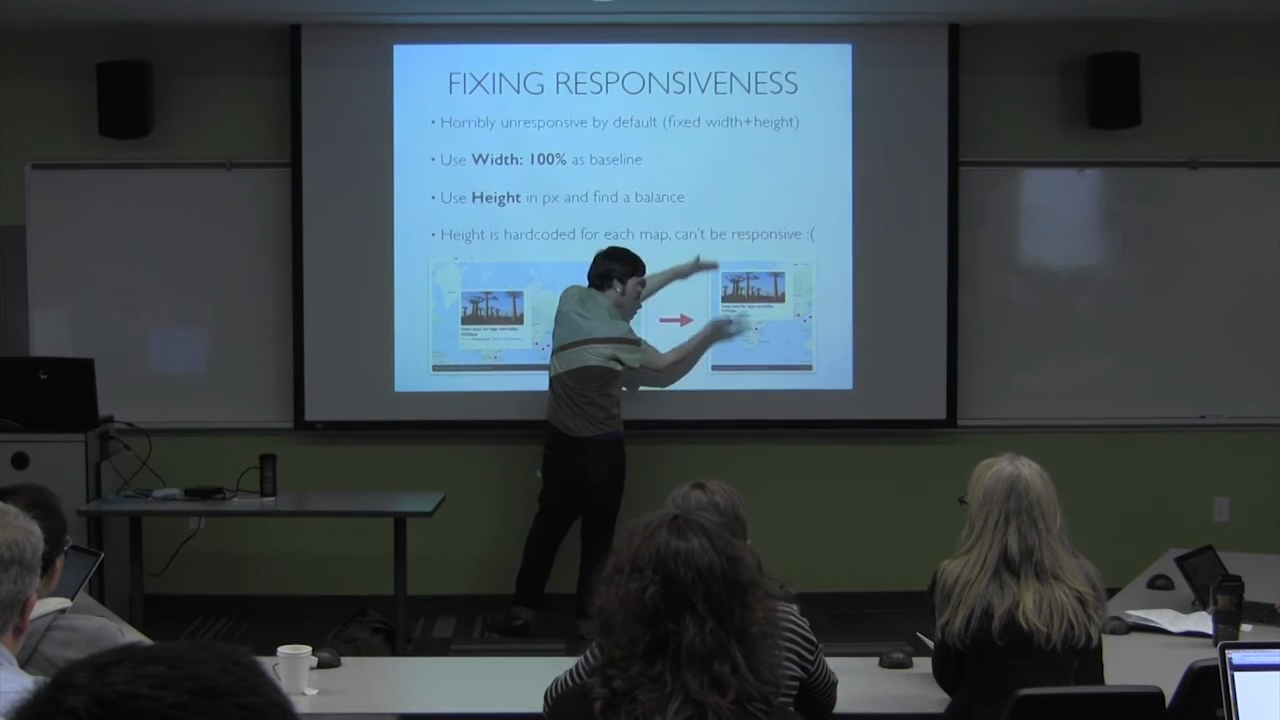 FIXING RESPONSIVENESS
• Horribly unresponsive by default (fixed width+height)
• Use Width: 100% as baseline
• Use Height in px and find a balance
• Height is hardcoded for each map, can't be responsive :(